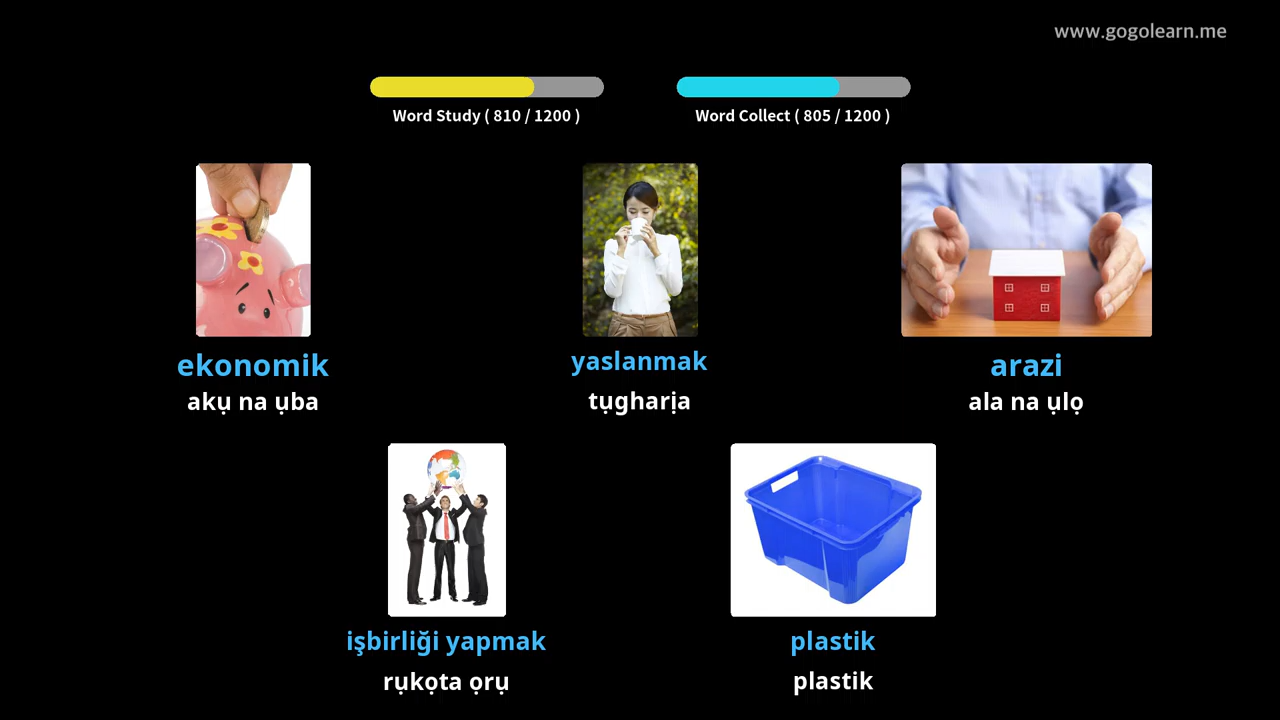 www.gogolearn.me
Word Study ( 810 / 1200 )
Word Collect ( 805 / 1200 )
ekonomik
akụ na ụba
yaslanmak
tụgharịa
arazi
ala na ụlọ
işbirliği yapmak
rụkọta ọrụ
plastik
plastik